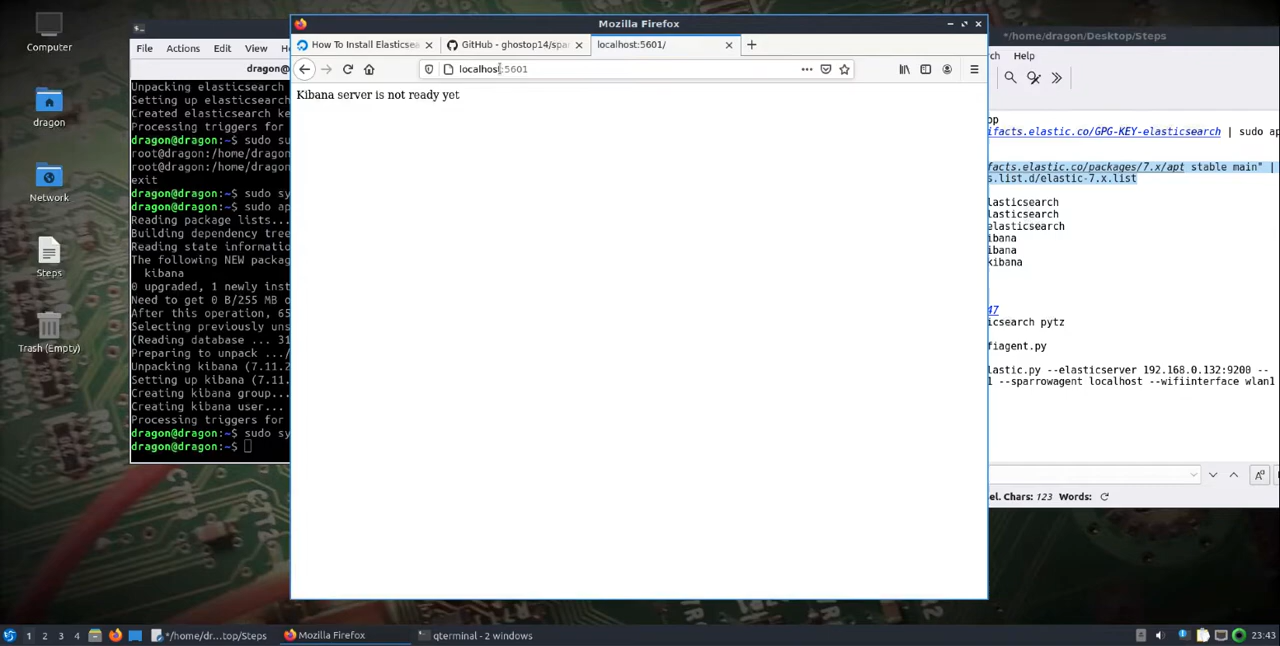 Mozilla Firefox
How To Install Elasticsea
GitHub - ghostop14/spar
localhost:5601/
localhost:5601
Kibana server is not ready yet
Computer
dragon
Network
Steps
Trash (Empty)
File Actions Edit View H
dragon@
Unpacking elasticsearch
Setting up elasticsearch
Created elasticsearch ke
Processing triggers for
dragon@dragon:~$ sudo su
root@dragon:/home/dragon
root@dragon:/home/dragon
exit
dragon@dragon:~$ sudo sy
dragon@dragon:~$ sudo ap
Reading package lists...
Building dependency tree
Reading state informatio
The following NEW packag
kibana
0 upgraded, 1 newly inst
Need to get 0 B/255 MB o
After this operation, 65
Selecting previously uns
(Reading database ... 31
Preparing to unpack .../
Unpacking kibana (7.11.2
Setting up kibana (7.11.
Creating kibana group...
Creating kibana user...
Processing triggers for
dragon@dragon:~$ sudo sy
dragon@dragon:~$
*/home/dragon/Desktop/Steps
rch Help
op
ifacts.elastic.co/GPG-KEY-elasticsearch | sudo ap
facts.elastic.co/packages/7.x/apt stable main" |
s.list.d/elastic-7.x.list
elasticsearch
lasticsearch
elasticsearch
ibana
ibana
kibana
47
icsearch pytz
fiagent.py
lastic.py --elasticserver 192.168.0.132:9200 --
1 --sparrowagent localhost --wifiinterface wlan1
el. Chars: 123 Words:
1 2 3 4
*/home/dr...top/Steps
Mozilla Firefox
qterminal - 2 windows
23:43